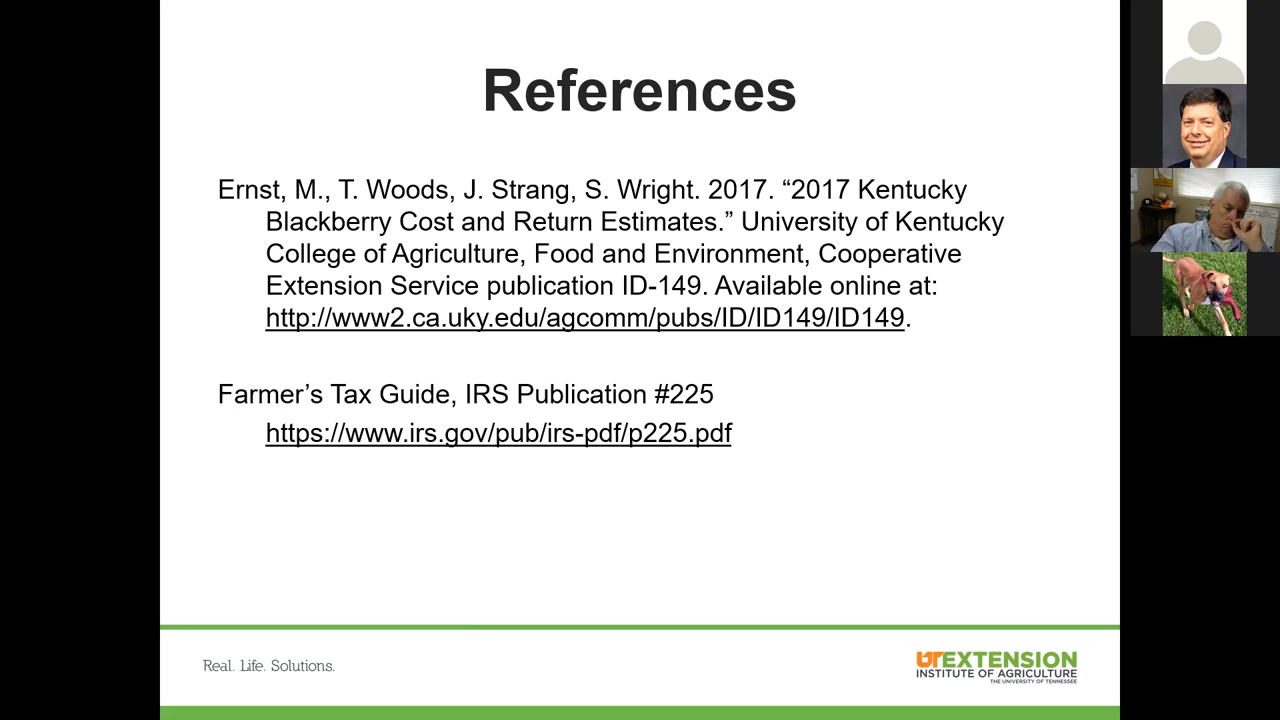 References
Ernst, M., T. Woods, J. Strang, S. Wright. 2017. “2017 Kentucky
Blackberry Cost and Return Estimates.” University of Kentucky
College of Agriculture, Food and Environment, Cooperative
Extension Service publication ID-149. Available online at:
http://www2.ca.uky.edu/agcomm/pubs/ID/ID149/ID149.
Farmer’s Tax Guide, IRS Publication #225
https://www.irs.gov/pub/irs-pdf/p225.pdf
Real. Life. Solutions.
UT EXTENSION
INSTITUTE OF AGRICULTURE
THE UNIVERSITY OF TENNESSEE